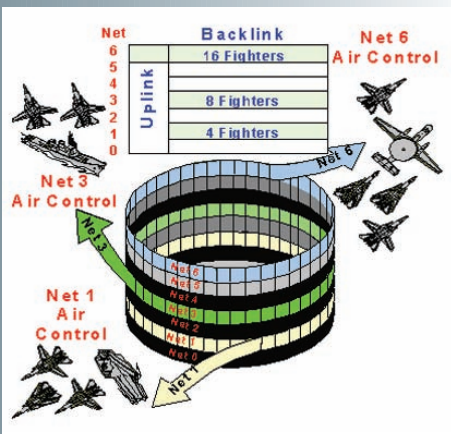 Net
Backlink
Net 6
Air Control
6
16 Fighters
5
4
Uplink
3
8 Fighters
2
1
4 Fighters
0
Net 6
Net 3
Air Control
Net 3
Net 6
Net 5
Net 4
Net 3
Net 2
Net 1
Net 0
Net 1
Air
Control
Net 1